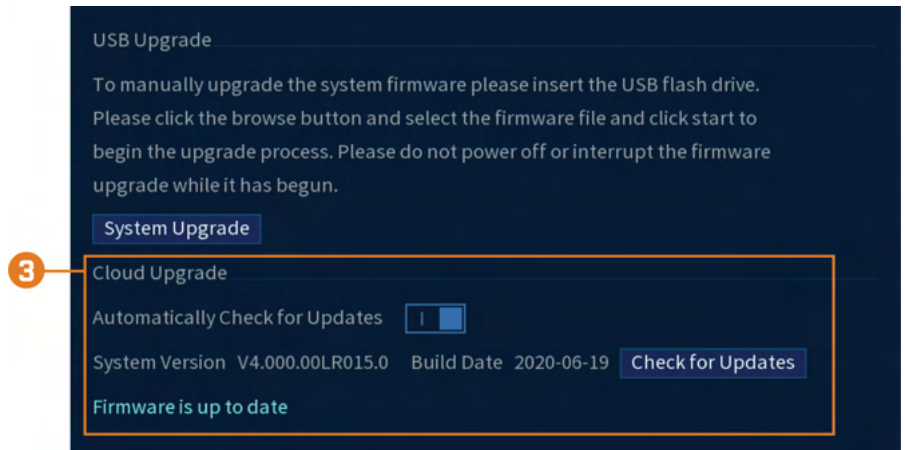 USB Upgrade
To manually upgrade the system firmware please insert the USB flash drive.
Please click the browse button and select the firmware file and click start to
begin the upgrade process. Please do not power off or interrupt the firmware
upgrade while it has begun.
System Upgrade
3
Cloud Upgrade
Automatically Check for Updates
System Version V4.000.00LR015.0 Build Date 2020-06-19 Check for Updates
Firmware is up to date